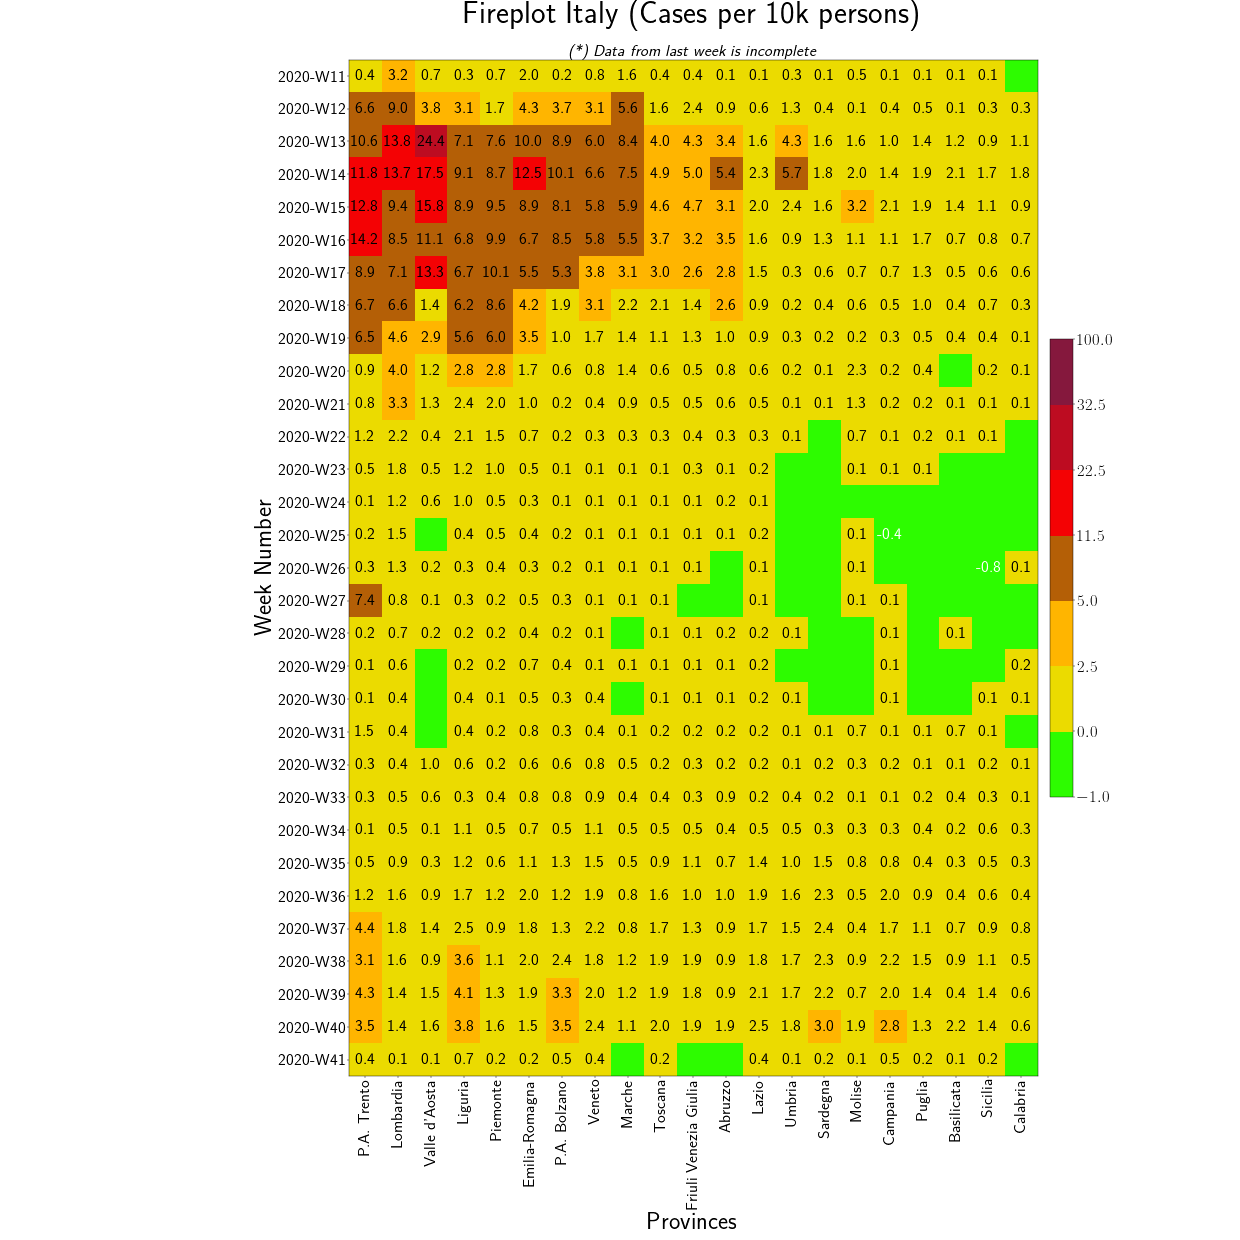 Fireplot Italy (Cases per 10k persons)
(*) Data from last week is incomplete
2020-W11 0.4 3.2 0.7 0.3 0.7 2.0 0.2 0.8 1.6 0.4 0.4 0.1 0.1 0.3 0.1 0.5 0.1 0.1 0.1 0.1
2020-W12 6.6 9.0 3.8 3.1 1.7 4.3 3.7 3.1 5.6 1.6 2.4 0.9 0.6 1.3 0.4 0.1 0.4 0.5 0.1 0.3 0.3
2020-W13 10.6 13.8 24.4 7.1 7.6 10.0 8.9 6.0 8.4 4.0 4.3 3.4 1.6 4.3 1.6 1.6 1.0 1.4 1.2 0.9 1.1
2020-W14 11.8 13.7 17.5 9.1 8.7 12.5 10.1 6.6 7.5 4.9 5.0 5.4 2.3 5.7 1.8 2.0 1.4 1.9 2.1 1.7 1.8
2020-W15 12.8 9.4 15.8 8.9 9.5 8.9 8.1 5.8 5.9 4.6 4.7 3.1 2.0 2.4 1.6 3.2 2.1 1.9 1.4 1.1 0.9
2020-W16 14.2 8.5 11.1 6.8 9.9 6.7 8.5 5.8 5.5 3.7 3.2 3.5 1.6 0.9 1.3 1.1 1.1 1.7 0.7 0.8 0.7
2020-W17 8.9 7.1 13.3 6.7 10.1 5.5 5.3 3.8 3.1 3.0 2.6 2.8 1.5 0.3 0.6 0.7 0.7 1.3 0.5 0.6 0.6
2020-W18 6.7 6.6 1.4 6.2 8.6 4.2 1.9 3.1 2.2 2.1 1.4 2.6 0.9 0.2 0.4 0.6 0.5 1.0 0.4 0.7 0.3
2020-W19 6.5 4.6 2.9 5.6 6.0 3.5 1.0 1.7 1.4 1.1 1.3 1.0 0.9 0.3 0.2 0.2 0.3 0.5 0.4 0.4 0.1
2020-W20 0.9 4.0 1.2 2.8 2.8 1.7 0.6 0.8 1.4 0.6 0.5 0.8 0.6 0.2 0.1 2.3 0.2 0.4 0.2 0.1
2020-W21 0.8 3.3 1.3 2.4 2.0 1.0 0.2 0.4 0.9 0.5 0.5 0.6 0.5 0.1 0.1 1.3 0.2 0.2 0.1 0.1 0.1
2020-W22 1.2 2.2 0.4 2.1 1.5 0.7 0.2 0.3 0.3 0.3 0.4 0.3 0.3 0.1 0.7 0.1 0.2 0.1 0.1
2020-W23 0.5 1.8 0.5 1.2 1.0 0.5 0.1 0.1 0.1 0.1 0.3 0.1 0.2 0.1 0.1 0.1
2020-W24 0.1 1.2 0.6 1.0 0.5 0.3 0.1 0.1 0.1 0.1 0.1 0.2 0.1
2020-W25 0.2 1.5 0.4 0.5 0.4 0.2 0.1 0.1 0.1 0.1 0.1 0.2 0.1 -0.4
2020-W26 0.3 1.3 0.2 0.3 0.4 0.3 0.2 0.1 0.1 0.1 0.1 0.1 0.1 -0.8 0.1
2020-W27 7.4 0.8 0.1 0.3 0.2 0.5 0.3 0.1 0.1 0.1 0.1 0.1 0.1
2020-W28 0.2 0.7 0.2 0.2 0.2 0.4 0.2 0.1 0.1 0.1 0.2 0.2 0.1 0.1 0.1
2020-W29 0.1 0.6 0.2 0.2 0.7 0.4 0.1 0.1 0.1 0.1 0.1 0.2 0.1 0.2
2020-W30 0.1 0.4 0.4 0.1 0.5 0.3 0.4 0.1 0.1 0.1 0.2 0.1 0.1 0.1 0.1
2020-W31 1.5 0.4 0.4 0.2 0.8 0.3 0.4 0.1 0.2 0.2 0.2 0.2 0.1 0.1 0.7 0.1 0.1 0.7 0.1
2020-W32 0.3 0.4 1.0 0.6 0.2 0.6 0.6 0.8 0.5 0.2 0.3 0.2 0.2 0.1 0.2 0.3 0.2 0.1 0.1 0.2 0.1
2020-W33 0.3 0.5 0.6 0.3 0.4 0.8 0.8 0.9 0.4 0.4 0.3 0.9 0.2 0.4 0.2 0.1 0.1 0.2 0.4 0.3 0.1
2020-W34 0.1 0.5 0.1 1.1 0.5 0.7 0.5 1.1 0.5 0.5 0.5 0.4 0.5 0.5 0.3 0.3 0.3 0.4 0.2 0.6 0.3
2020-W35 0.5 0.9 0.3 1.2 0.6 1.1 1.3 1.5 0.5 0.9 1.1 0.7 1.4 1.0 1.5 0.8 0.8 0.4 0.3 0.5 0.3
2020-W36 1.2 1.6 0.9 1.7 1.2 2.0 1.2 1.9 0.8 1.6 1.0 1.0 1.9 1.6 2.3 0.5 2.0 0.9 0.4 0.6 0.4
2020-W37 4.4 1.8 1.4 2.5 0.9 1.8 1.3 2.2 0.8 1.7 1.3 0.9 1.7 1.5 2.4 0.4 1.7 1.1 0.7 0.9 0.8
2020-W38 3.1 1.6 0.9 3.6 1.1 2.0 2.4 1.8 1.2 1.9 1.9 0.9 1.8 1.7 2.3 0.9 2.2 1.5 0.9 1.1 0.5
2020-W39 4.3 1.4 1.5 4.1 1.3 1.9 3.3 2.0 1.2 1.9 1.8 0.9 2.1 1.7 2.2 0.7 2.0 1.4 0.4 1.4 0.6
2020-W40 3.5 1.4 1.6 3.8 1.6 1.5 3.5 2.4 1.1 2.0 1.9 1.9 2.5 1.8 3.0 1.9 2.8 1.3 2.2 1.4 0.6
2020-W41 0.4 0.1 0.1 0.7 0.2 0.2 0.5 0.4 0.2 0.4 0.1 0.2 0.1 0.5 0.2 0.1 0.2
Week Number
P.A. Trento
Lombardia
Valle d'Aosta
Liguria
Piemonte
Emilia-Romagna
P.A. Bolzano
Veneto
Marche
Toscana
Friuli Venezia Giulia
Abruzzo
Lazio
Umbria
Sardegna
Molise
Campania
Puglia
Basilicata
Sicilia
Calabria
Provinces
100.0
32.5
22.5
11.5
5.0
2.5
0.0
−1.0